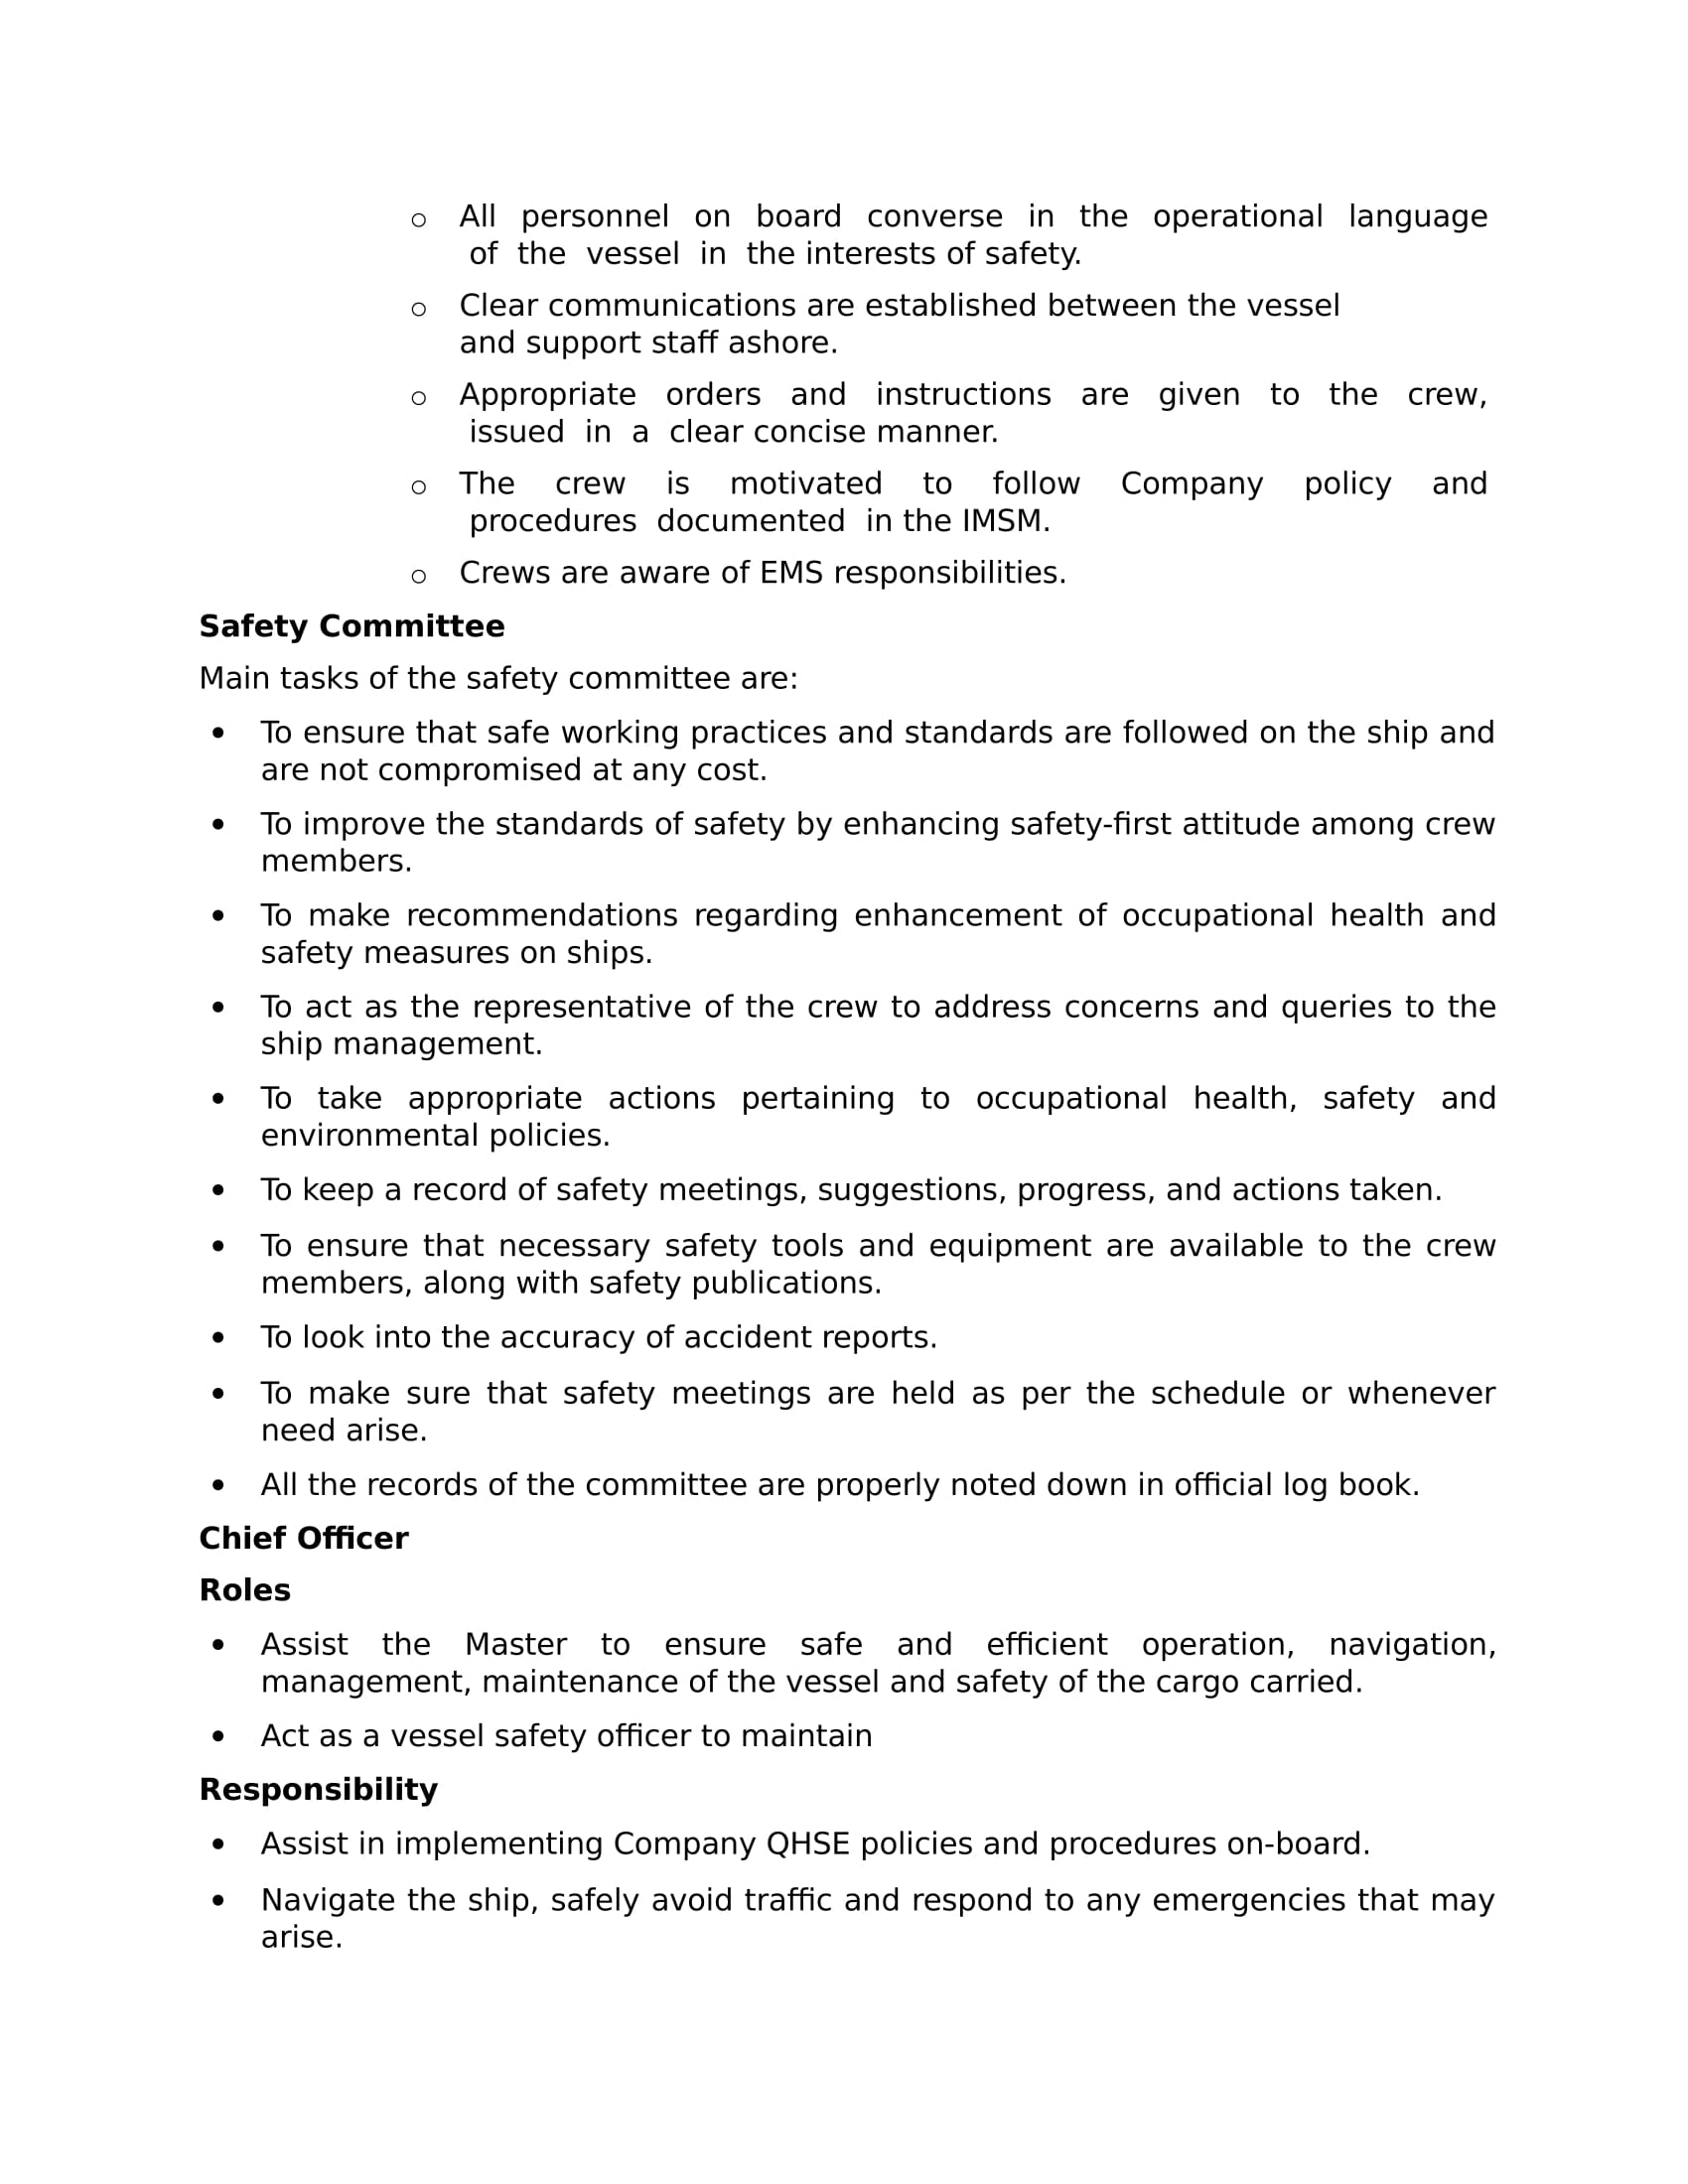 ○ All personnel on board converse in the operational language
of the vessel in the interests of safety.
○ Clear communications are established between the vessel
and support staff ashore.
○ Appropriate orders and instructions are given to the crew,
issued in a clear concise manner.
○ The crew is motivated to follow Company policy and
procedures documented in the IMSM.
○ Crews are aware of EMS responsibilities.
Safety Committee
Main tasks of the safety committee are:
• To ensure that safe working practices and standards are followed on the ship and
are not compromised at any cost.
• To improve the standards of safety by enhancing safety-first attitude among crew
members.
• To make recommendations regarding enhancement of occupational health and
safety measures on ships.
• To act as the representative of the crew to address concerns and queries to the
ship management.
• To take appropriate actions pertaining to occupational health, safety and
environmental policies.
• To keep a record of safety meetings, suggestions, progress, and actions taken.
• To ensure that necessary safety tools and equipment are available to the crew
members, along with safety publications.
• To look into the accuracy of accident reports.
• To make sure that safety meetings are held as per the schedule or whenever
need arise.
• All the records of the committee are properly noted down in official log book.
Chief Officer
Roles
• Assist the Master to ensure safe and efficient operation, navigation,
management, maintenance of the vessel and safety of the cargo carried.
• Act as a vessel safety officer to maintain
Responsibility
• Assist in implementing Company QHSE policies and procedures on-board.
• Navigate the ship, safely avoid traffic and respond to any emergencies that may
arise.